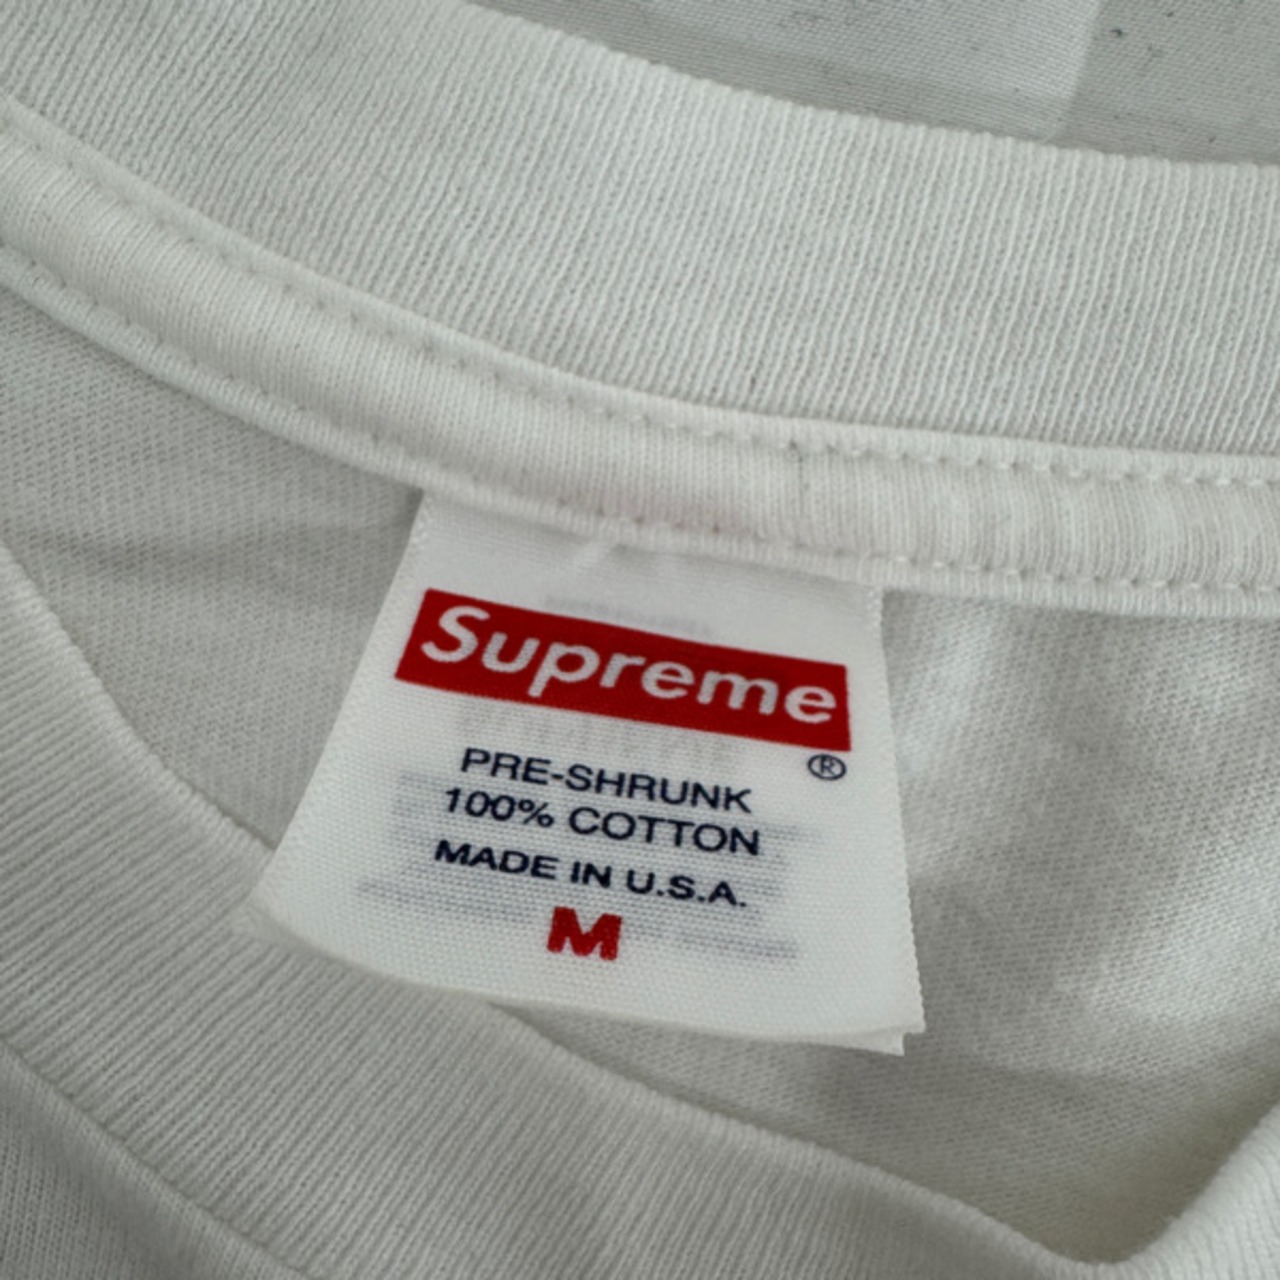 Supreme
®
PRE-SHRUNK
100% COTTON
MADE IN U.S.A.
M